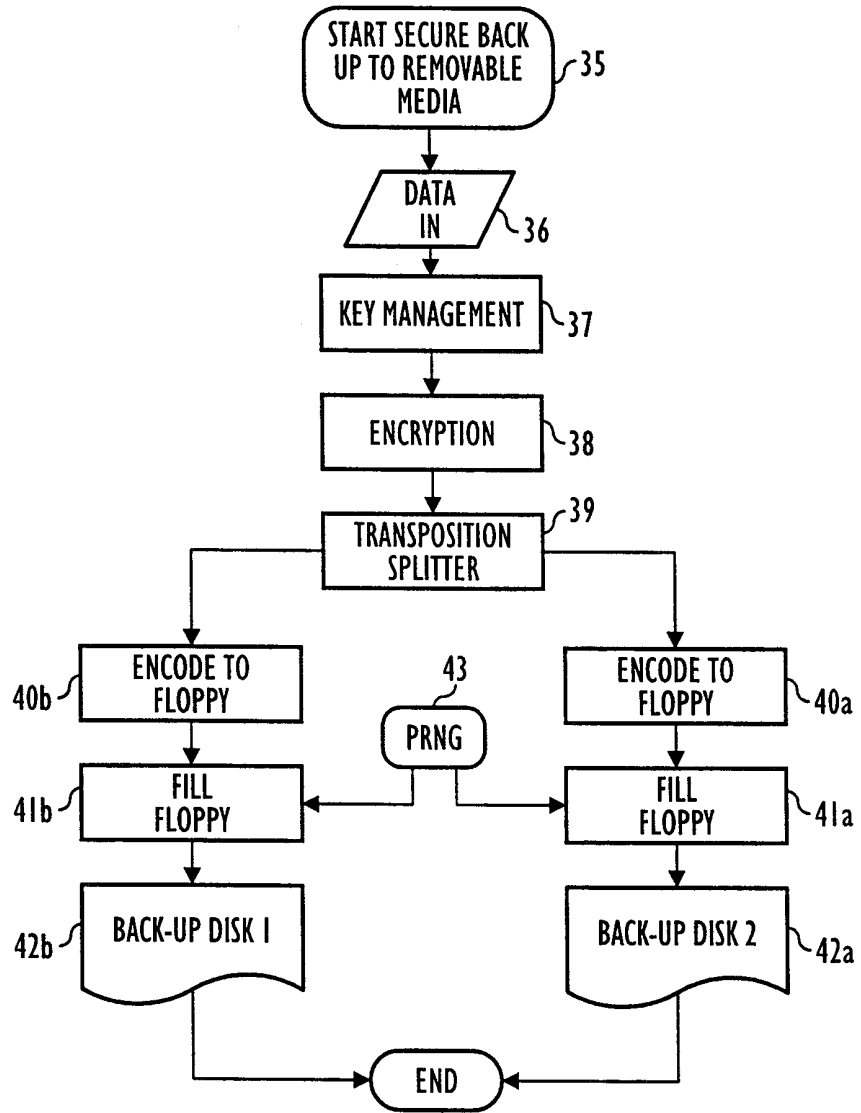 START SECURE BACK
UP TO REMOVABLE
MEDIA
35
DATA
IN
36
KEY MANAGEMENT
37
ENCRYPTION
38
39
TRANSPOSITION
SPLITTER
ENCODE TO
FLOPPY
40b
43
PRNG
ENCODE TO
FLOPPY
40a
FILL
FLOPPY
41b
FILL
FLOPPY
41a
BACK-UP DISK 1
42b
BACK-UP DISK 2
42a
END